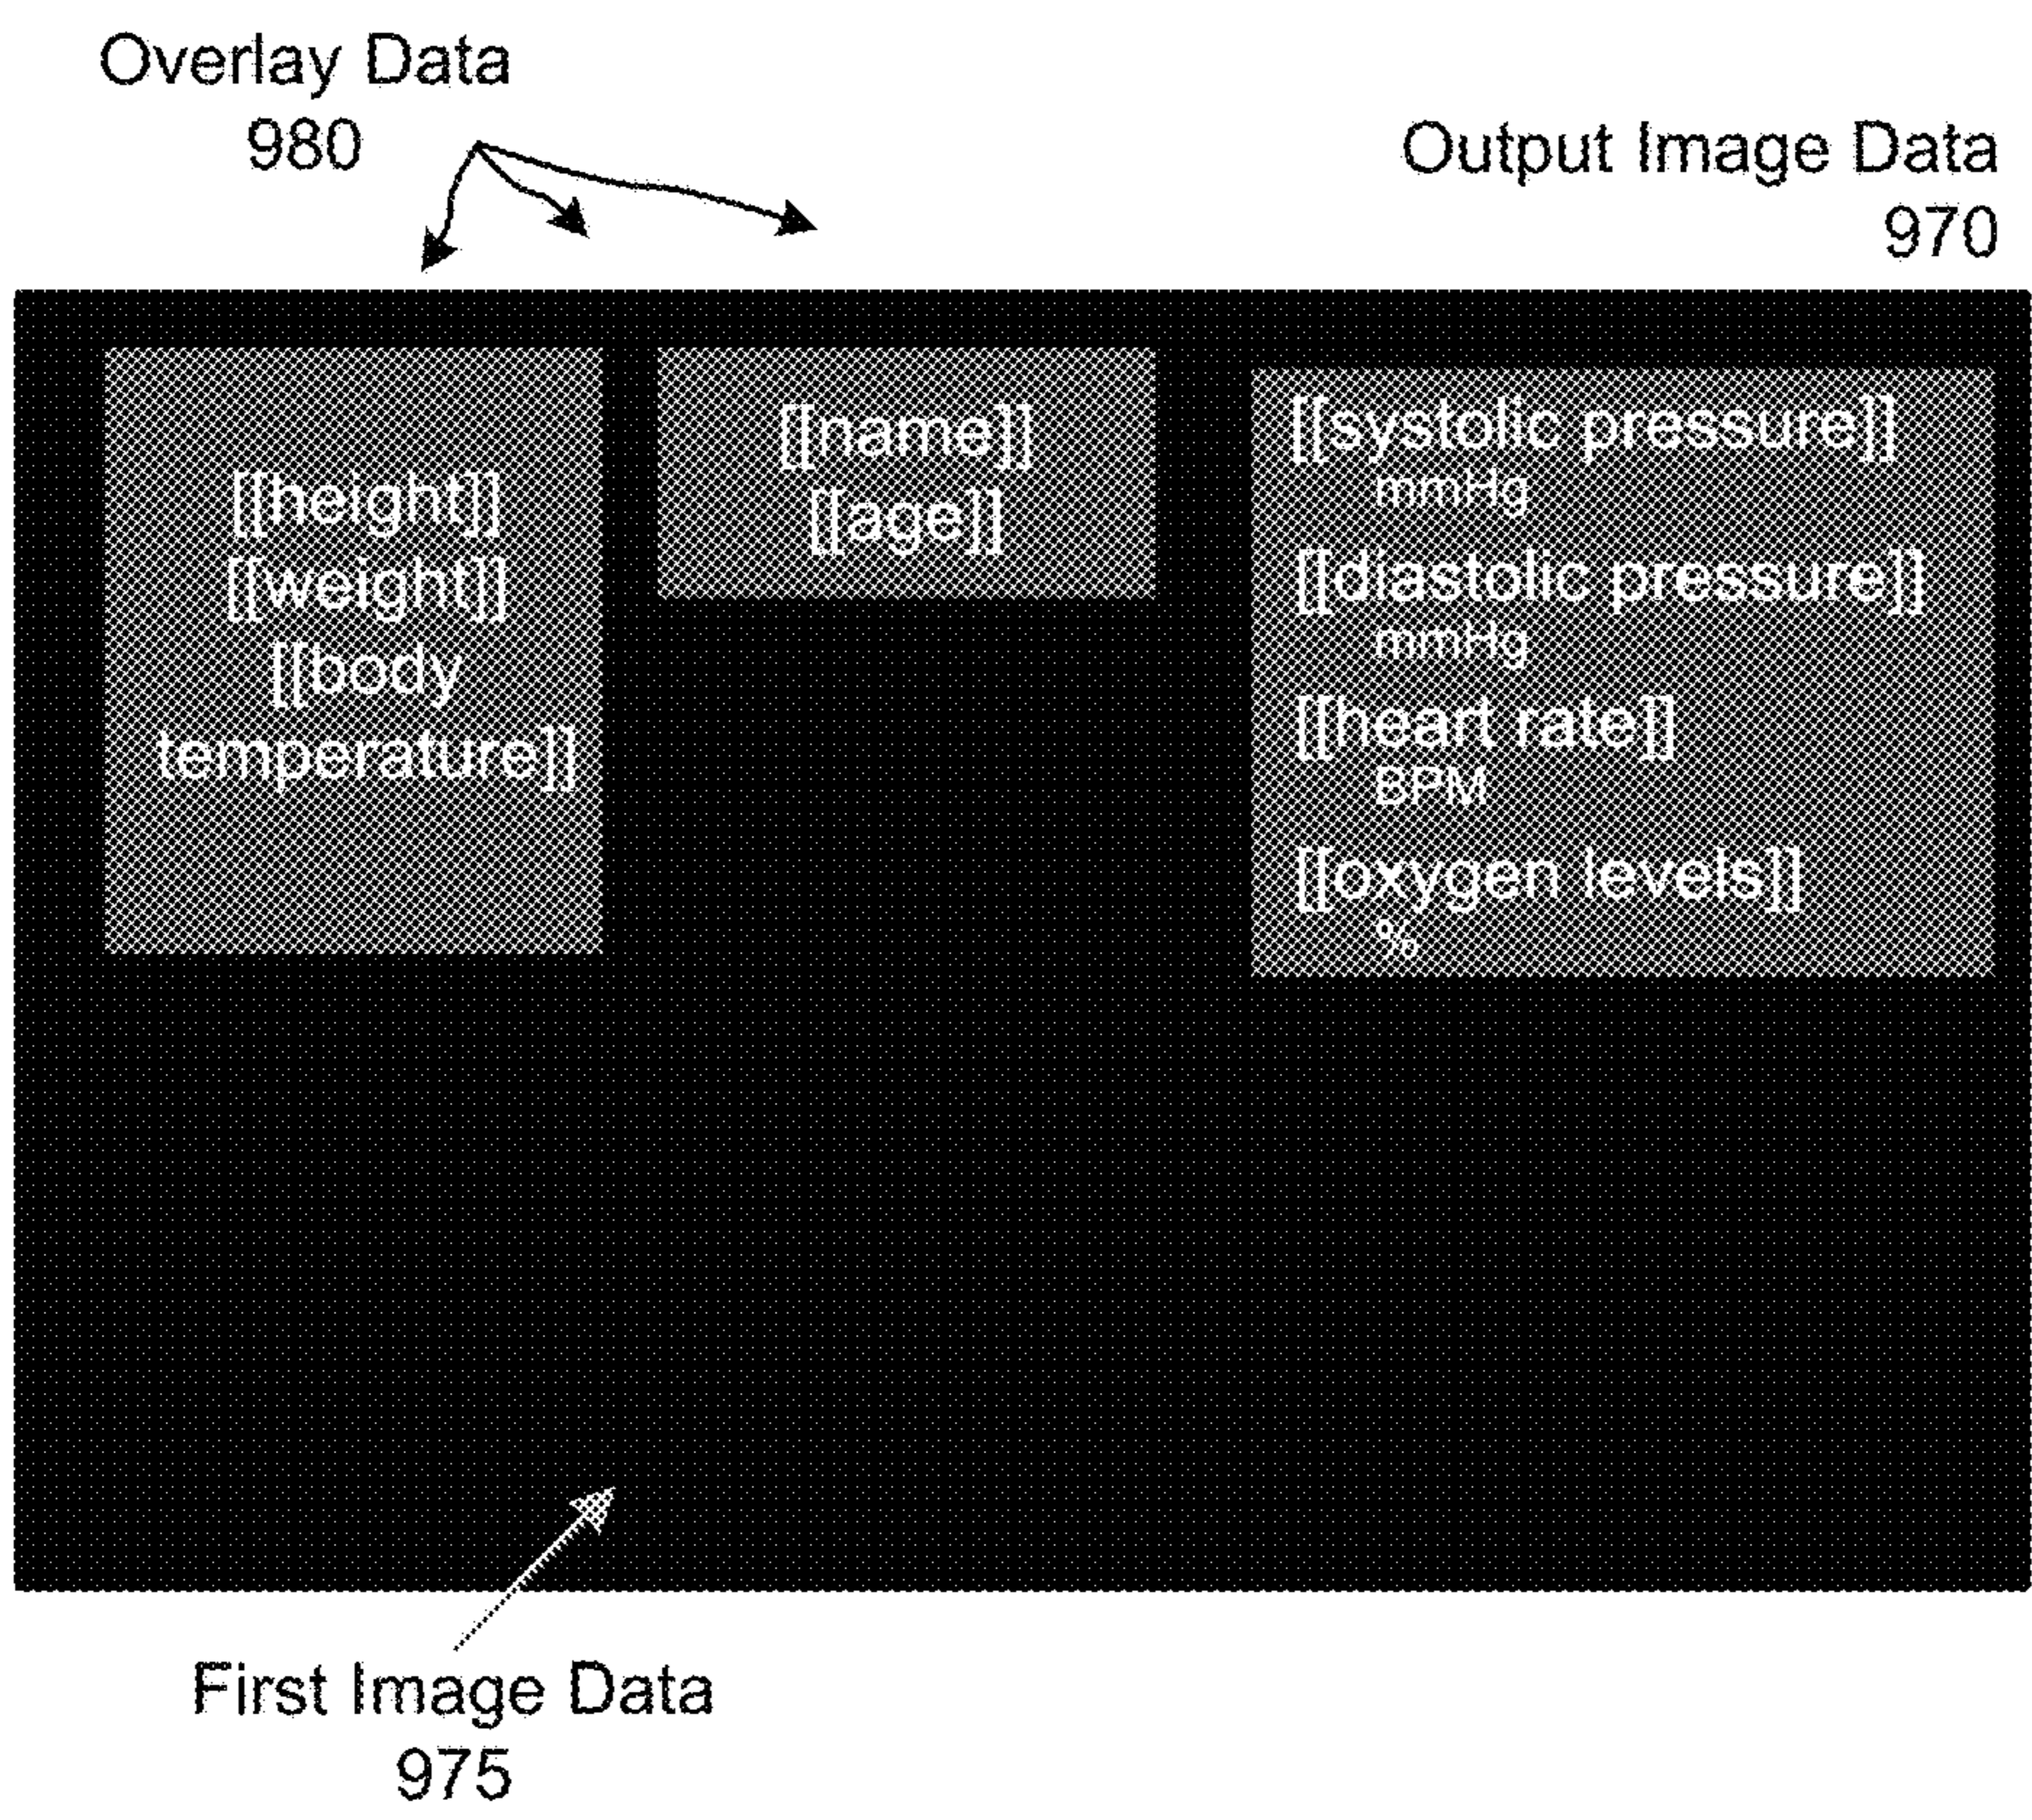 Overlay Data
980
Output Image Data
970
[[height]]
[[weight]]
[[body
temperature]]
[[name]]
[[age]]
[[systolic pressure]]
mmHg
[[diastolic pressure]]
mmHg
[[heart rate]]
BPM
[[oxygen levels]]
%
First Image Data
975